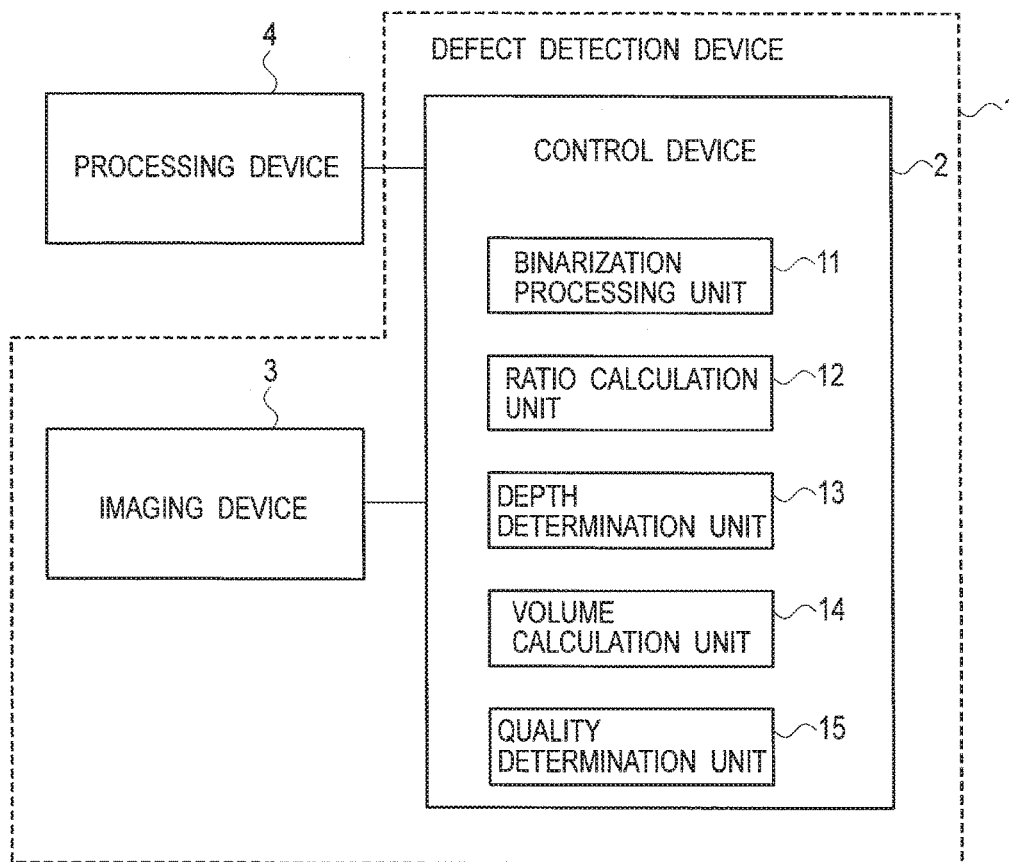 4
DEFECT DETECTION DEVICE
PROCESSING DEVICE
CONTROL DEVICE
2
BINARIZATION
PROCESSING UNIT
11
3
RATIO CALCULATION
UNIT
12
IMAGING DEVICE
DEPTH
DETERMINATION UNIT
13
VOLUME
CALCULATION UNIT
14
QUALITY
DETERMINATION UNIT
15